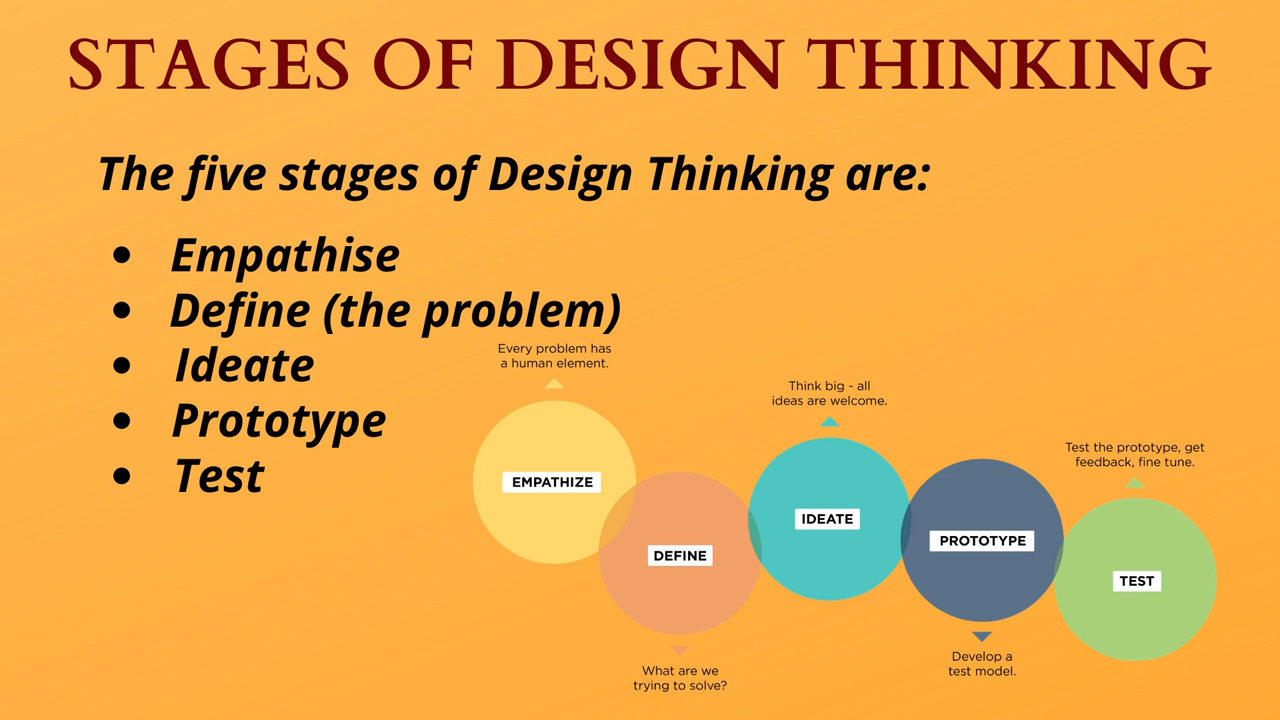 STAGES OF DESIGN THINKING
The five stages of Design Thinking are:
• Empathise
• Define (the problem)
• Ideate
• Prototype
• Test
Every problem has
a human element.
EMPATHIZE
DEFINE
What are we
trying to solve?
Think big - all
ideas are welcome.
IDEATE
PROTOTYPE
Develop a
test model.
Test the prototype, get
feedback, fine tune.
TEST